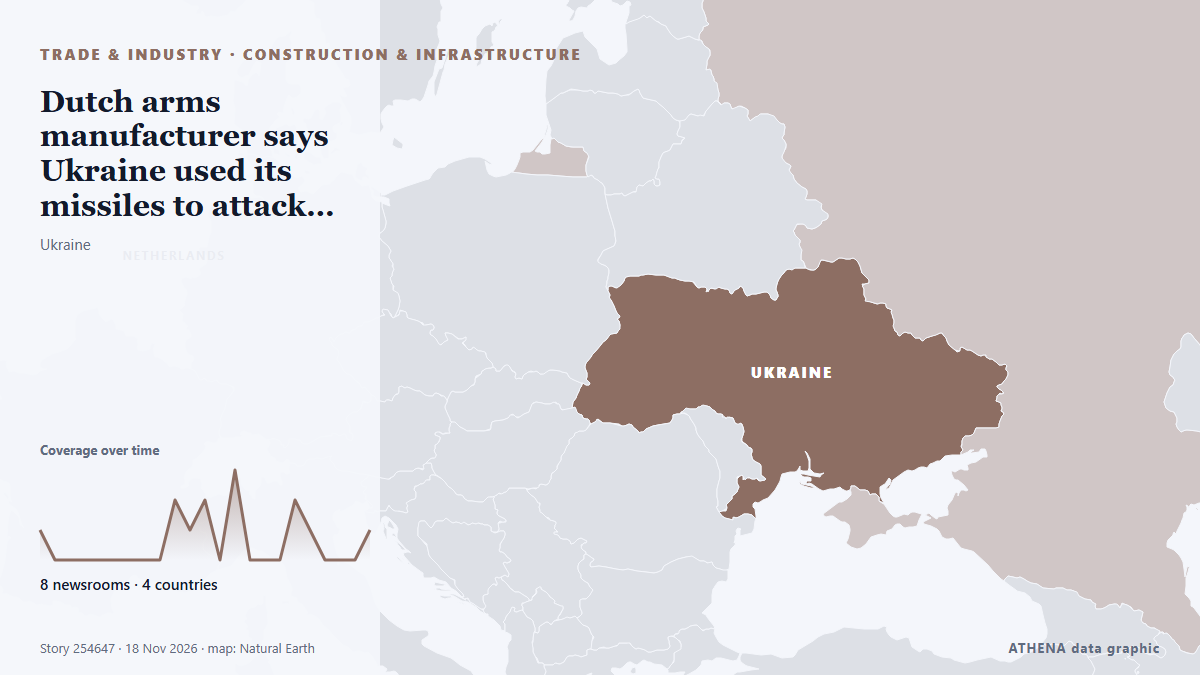 TRADE & INDUSTRY · CONSTRUCTION & INFRASTRUCTURE
Dutch arms
manufacturer says
Ukraine used its
missiles to attack...
Ukraine
NETHERLANDS
UKRAINE
Coverage over time
8 newsrooms · 4 countries
Story 254647 · 18 Nov 2026 · map: Natural Earth
ATHENA data graphic